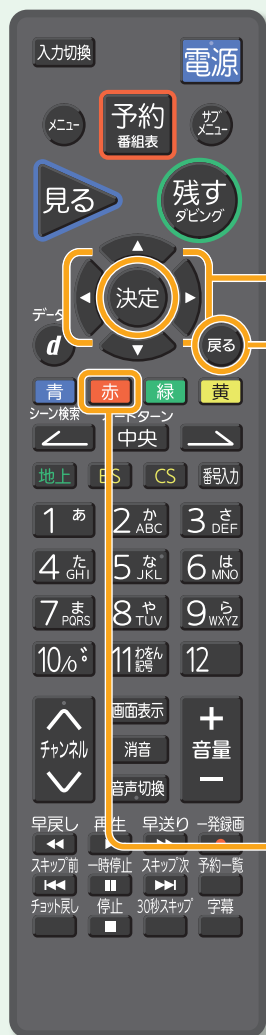 入力切換 電源
メニュー 予約 番組表 サブメニュー
見る 残す ダビング
決定
データ d 戻る
青 赤 緑 黄
シーン検索 オートターン
中央
地上 BS CS 番号入力
1 あ 2 か ABC 3 さ DEF
4 た GHI 5 な JKL 6 は MNO
7 ま PQRS 8 や TUV 9 ら WXYZ
10/0 11 わをん 記号 12
画面表示
チャンネル 消音 + 音量 −
音声切換
早戻し 再生 早送り 一発録画
スキップ前 一時停止 スキップ次 予約一覧
チョット戻し 停止 30秒スキップ 字幕